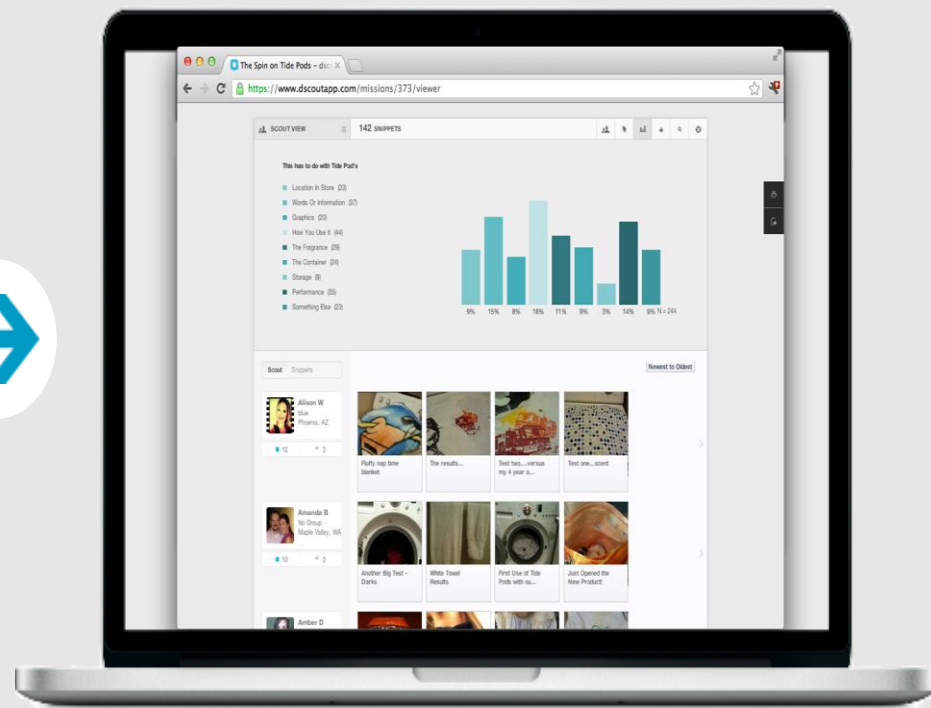 The Spin on Tide Pods – dsc
https://www.dscoutapp.com/missions/373/viewer
SCOUT VIEW
142 SNIPPETS
This has to do with Tide Pod's
Location In Store (23)
Words Or Information (37)
Graphics (20)
How You Use It (44)
The Fragrance (29)
The Container (24)
Storage (9)
Performance (35)
Something Else (23)
9% 15% 8% 18% 11% 9% 3% 14% 9% N = 244
Scout Snippets
Newest to Oldest
Alison W
blue
Phoenix, AZ
10 3
Fluffy nap time
blanket
The results...
Test two....versus
my 4 year o...
Test one...scent
Amanda B
No Group
Maple Valley, WA
10 0
Another Big Test -
Darks
White Towel
Results
First Use of Tide
Pods with ou...
Just Opened the
New Product!
Amber D